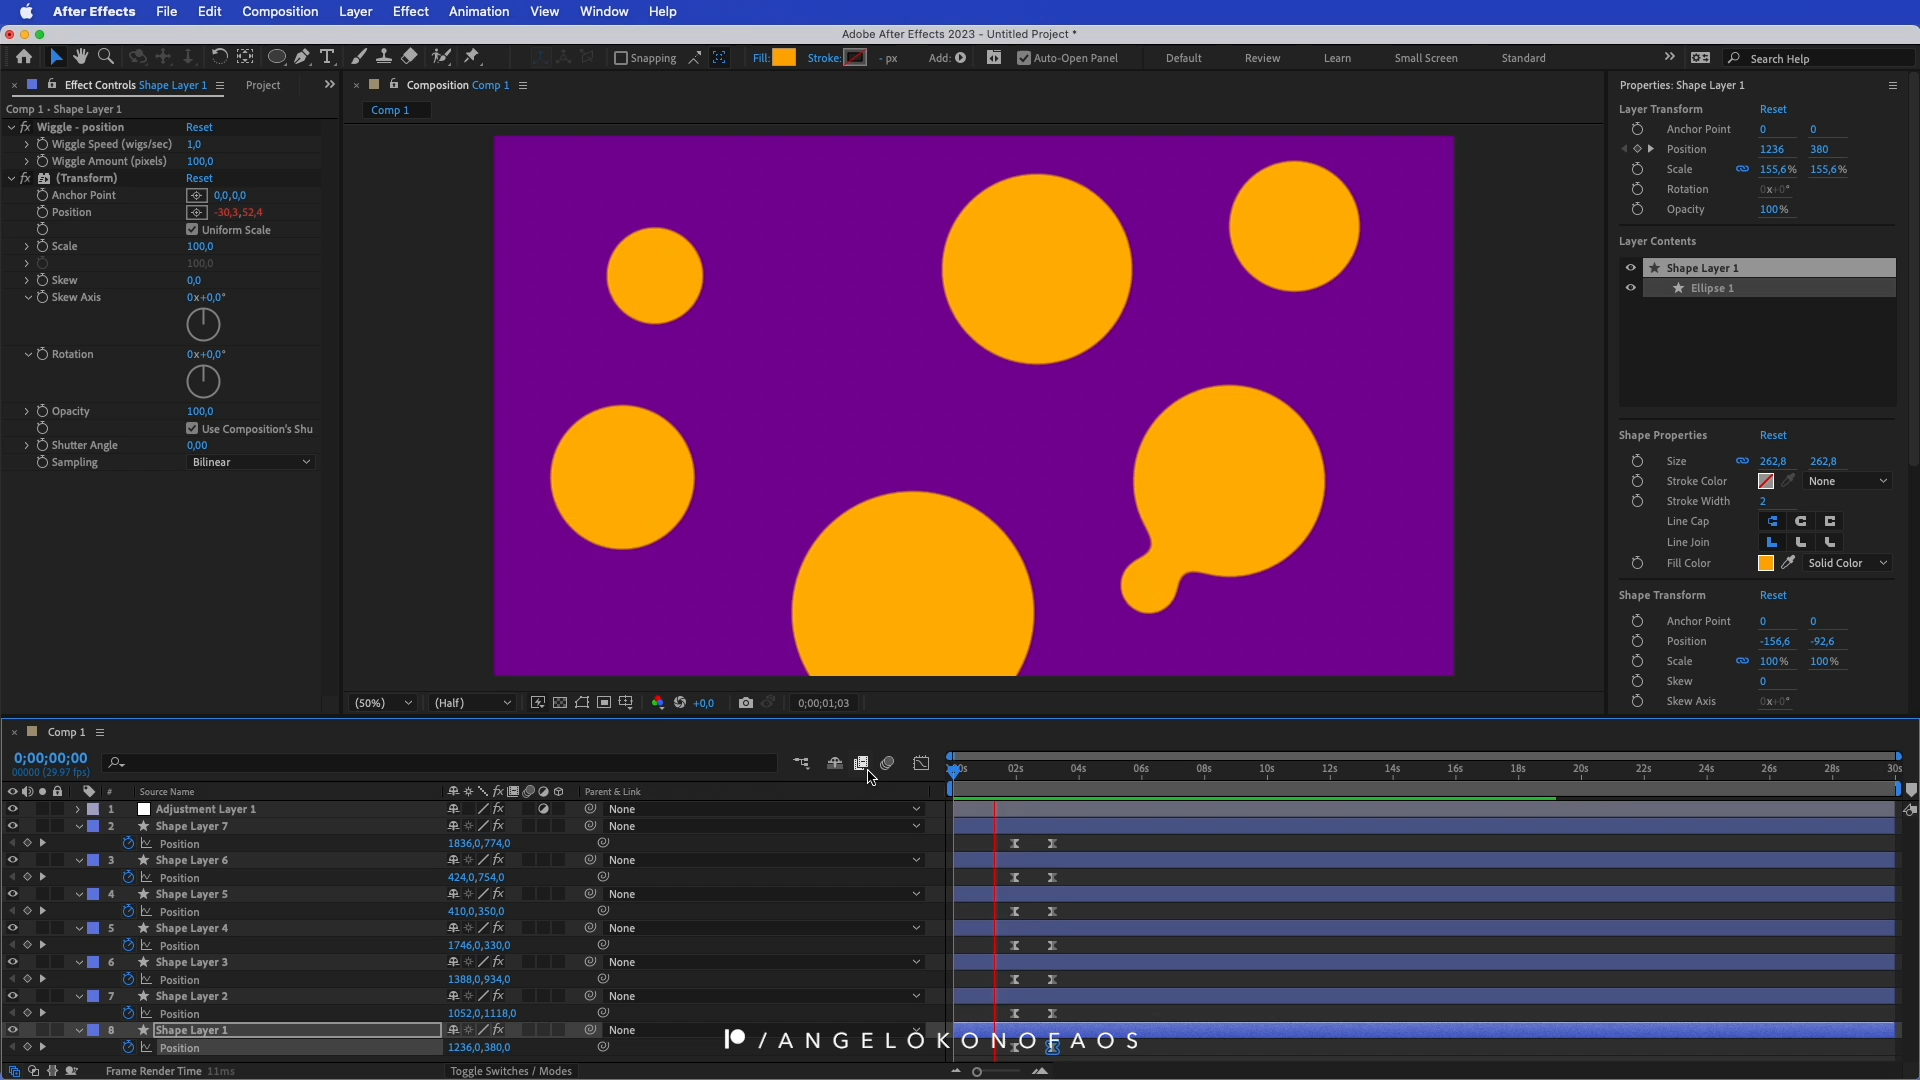 After Effects File Edit Composition Layer Effect Animation View Window Help
Adobe After Effects 2023 - Untitled Project *
Snapping Fill: Stroke: - px Add: Auto-Open Panel Default Review Learn Small Screen Standard Search Help
Effect Controls Shape Layer 1 Project
Comp 1 • Shape Layer 1
Wiggle - position Reset
Wiggle Speed (wigs/sec) 1,0
Wiggle Amount (pixels) 100,0
(Transform) Reset
Anchor Point 0,0,0,0
Position -30,3,52,4
Uniform Scale
Scale 100,0
100,0
Skew 0,0
Skew Axis 0x+0,0°
Rotation 0x+0,0°
Opacity 100,0
Use Composition's Shu
Shutter Angle 0,00
Sampling Bilinear
Composition Comp 1
Comp 1
(50%) (Half) +0,0 0;00;01;03
Properties: Shape Layer 1
Layer Transform Reset
Anchor Point 0 0
Position 1236 380
Scale 155,6% 155,6%
Rotation 0x+0°
Opacity 100%
Layer Contents
Shape Layer 1
Ellipse 1
Shape Properties Reset
Size 262,8 262,8
Stroke Color None
Stroke Width 2
Line Cap
Line Join
Fill Color Solid Color
Shape Transform Reset
Anchor Point 0 0
Position -156,6 -92,6
Scale 100% 100%
Skew 0
Skew Axis 0x+0°
Comp 1
0;00;00;00
00000 (29.97 fps)
02s 04s 06s 08s 10s 12s 14s 16s 18s 20s 22s 24s 26s 28s 30s
# Source Name Parent & Link
1 Adjustment Layer 1 None
2 Shape Layer 7 None
Position 1836,0,774,0
3 Shape Layer 6 None
Position 424,0,754,0
4 Shape Layer 5 None
Position 410,0,350,0
5 Shape Layer 4 None
Position 1746,0,330,0
6 Shape Layer 3 None
Position 1388,0,934,0
7 Shape Layer 2 None
Position 1052,0,1118,0
8 Shape Layer 1 None
Position 1236,0,380,0
/ANGELOKONOFAOS
Frame Render Time 11ms Toggle Switches / Modes